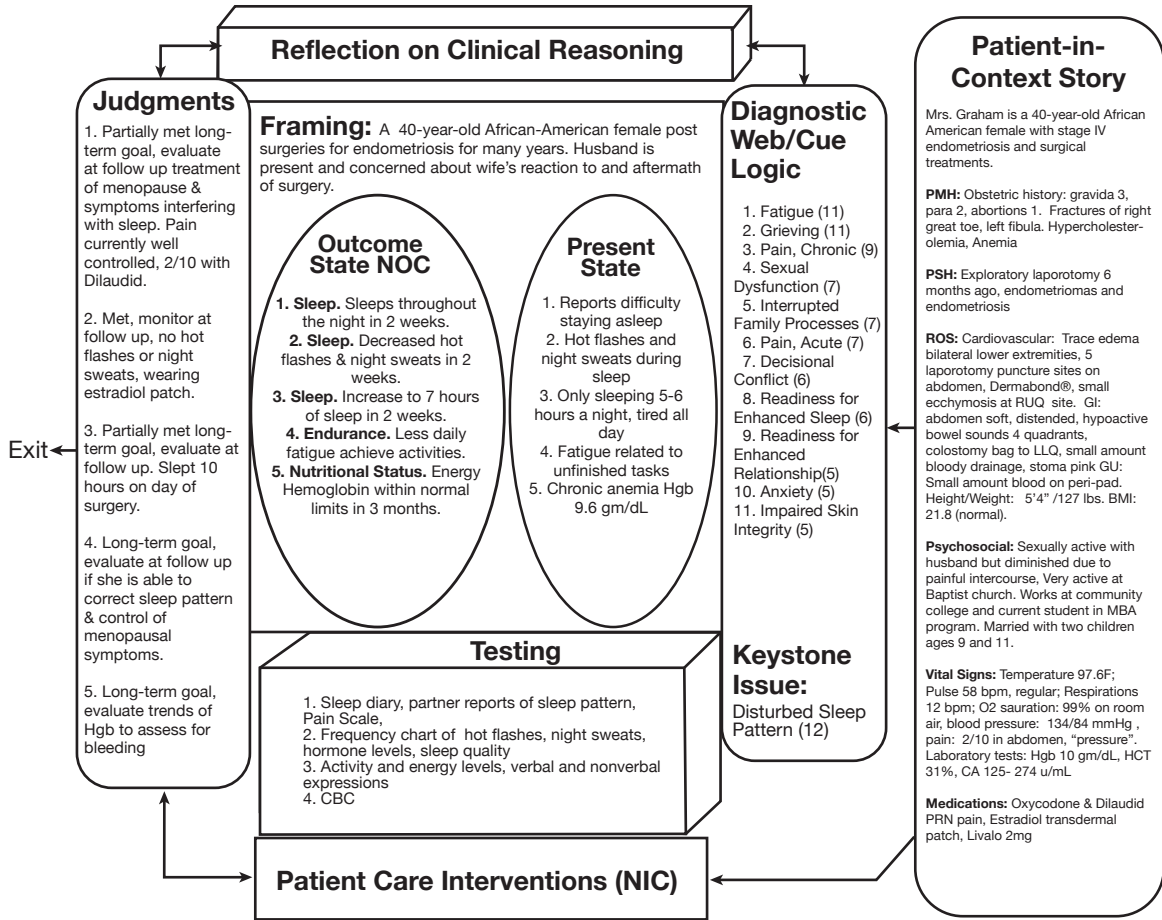 Reflection on Clinical Reasoning
Judgments
1. Partially met long-
term goal, evaluate
at follow up treatment
of menopause &
symptoms interfering
with sleep. Pain
currently well
controlled, 2/10 with
Dilaudid.
2. Met, monitor at
follow up, no hot
flashes or night
sweats, wearing
estradiol patch.
3. Partially met long-
term goal, evaluate at
follow up. Slept 10
hours on day of
surgery.
4. Long-term goal,
evaluate at follow up
if she is able to
correct sleep pattern
& control of
menopausal
symptoms.
5. Long-term goal,
evaluate trends of
Hgb to assess for
bleeding
Exit
Framing: A 40-year-old African-American female post
surgeries for endometriosis for many years. Husband is
present and concerned about wife's reaction to and aftermath
of surgery.
Outcome
State NOC
1. Sleep. Sleeps throughout
the night in 2 weeks.
2. Sleep. Decreased hot
flashes & night sweats in 2
weeks.
3. Sleep. Increase to 7 hours
of sleep in 2 weeks.
4. Endurance. Less daily
fatigue achieve activities.
5. Nutritional Status. Energy
Hemoglobin within normal
limits in 3 months.
Present
State
1. Reports difficulty
staying asleep
2. Hot flashes and
night sweats during
sleep
3. Only sleeping 5-6
hours a night, tired all
day
4. Fatigue related to
unfinished tasks
5. Chronic anemia Hgb
9.6 gm/dL
Testing
1. Sleep diary, partner reports of sleep pattern,
Pain Scale,
2. Frequency chart of hot flashes, night sweats,
hormone levels, sleep quality
3. Activity and energy levels, verbal and nonverbal
expressions
4. CBC
Patient Care Interventions (NIC)
Diagnostic
Web/Cue
Logic
1. Fatigue (11)
2. Grieving (11)
3. Pain, Chronic (9)
4. Sexual
Dysfunction (7)
5. Interrupted
Family Processes (7)
6. Pain, Acute (7)
7. Decisional
Conflict (6)
8. Readiness for
Enhanced Sleep (6)
9. Readiness for
Enhanced
Relationship(5)
10. Anxiety (5)
11. Impaired Skin
Integrity (5)
Keystone
Issue:
Disturbed Sleep
Pattern (12)
Patient-in-
Context Story
Mrs. Graham is a 40-year-old African
American female with stage IV
endometriosis and surgical
treatments.
PMH: Obstetric history: gravida 3,
para 2, abortions 1. Fractures of right
great toe, left fibula. Hypercholester-
olemia, Anemia
PSH: Exploratory laporotomy 6
months ago, endometriomas and
endometriosis
ROS: Cardiovascular: Trace edema
bilateral lower extremities, 5
laporotomy puncture sites on
abdomen, Dermabond®, small
ecchymosis at RUQ site. GI:
abdomen soft, distended, hypoactive
bowel sounds 4 quadrants,
colostomy bag to LLQ, small amount
bloody drainage, stoma pink GU:
Small amount blood on peri-pad.
Height/Weight: 5'4" /127 lbs. BMI:
21.8 (normal).
Psychosocial: Sexually active with
husband but diminished due to
painful intercourse, Very active at
Baptist church. Works at community
college and current student in MBA
program. Married with two children
ages 9 and 11.
Vital Signs: Temperature 97.6F;
Pulse 58 bpm, regular; Respirations
12 bpm; O2 sauration: 99% on room
air, blood pressure: 134/84 mmHg ,
pain: 2/10 in abdomen, “pressure”.
Laboratory tests: Hgb 10 gm/dL, HCT
31%, CA 125- 274 u/mL
Medications: Oxycodone & Dilaudid
PRN pain, Estradiol transdermal
patch, Livalo 2mg